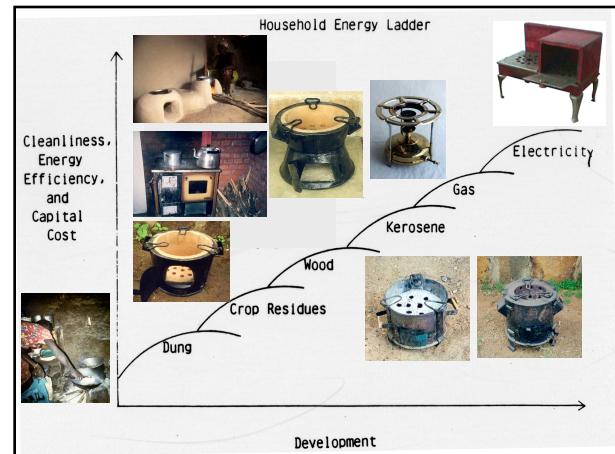 Household Energy Ladder
Cleanliness,
Energy
Efficiency,
and
Capital
Cost
Electricity
Gas
Kerosene
Wood
Crop Residues
Dung
Development